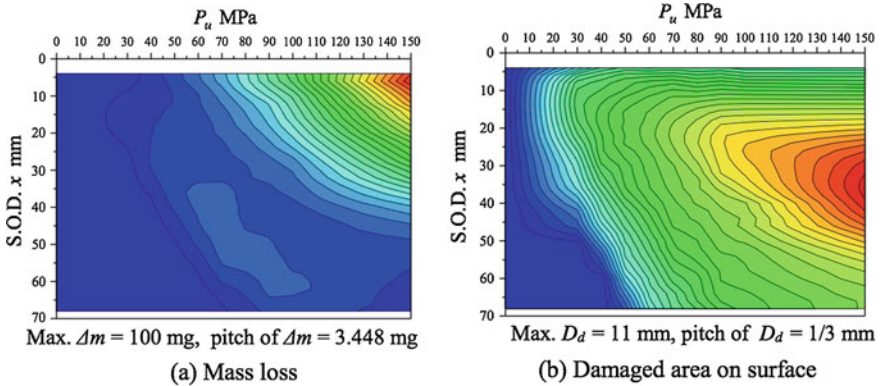 P_u MPa
0 10 20 30 40 50 60 70 80 90 100 110 120 130 140 150
S.O.D. x mm
0
10
20
30
40
50
60
70
Max. Δm = 100 mg, pitch of Δm = 3.448 mg
(a) Mass loss
P_u MPa
0 10 20 30 40 50 60 70 80 90 100 110 120 130 140 150
S.O.D. x mm
0
10
20
30
40
50
60
70
Max. D_d = 11 mm, pitch of D_d = 1/3 mm
(b) Damaged area on surface